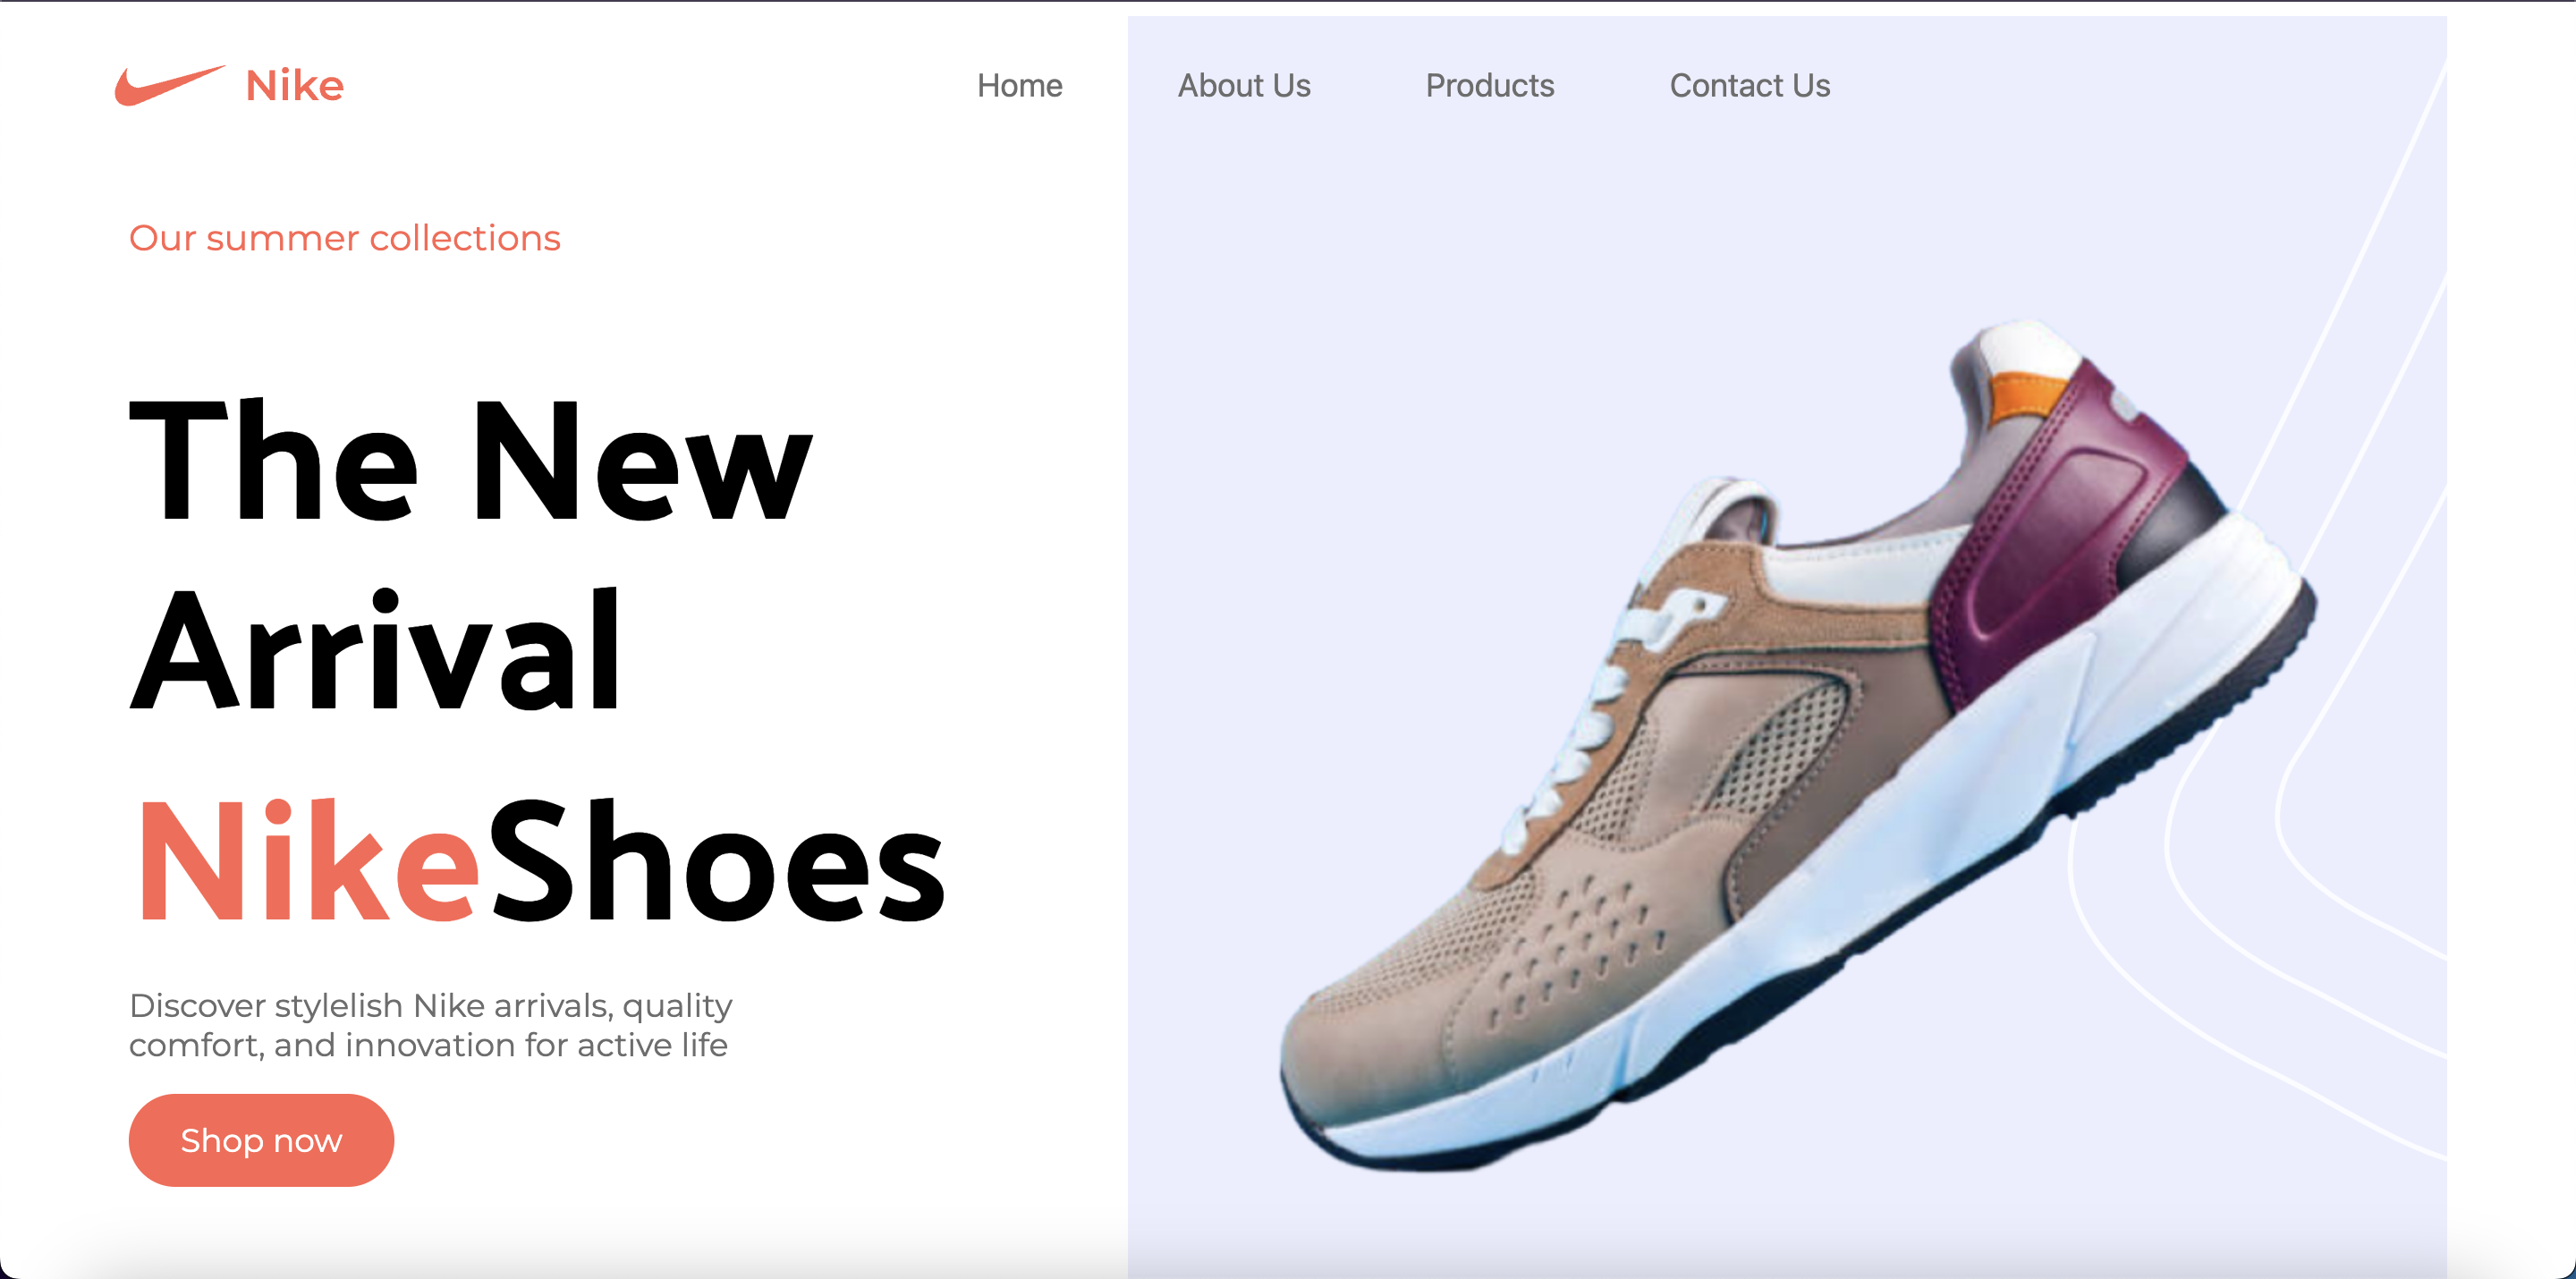 Nike
Home About Us Products Contact Us
Our summer collections
The New
Arrival
NikeShoes
Discover stylelish Nike arrivals, quality
comfort, and innovation for active life
Shop now